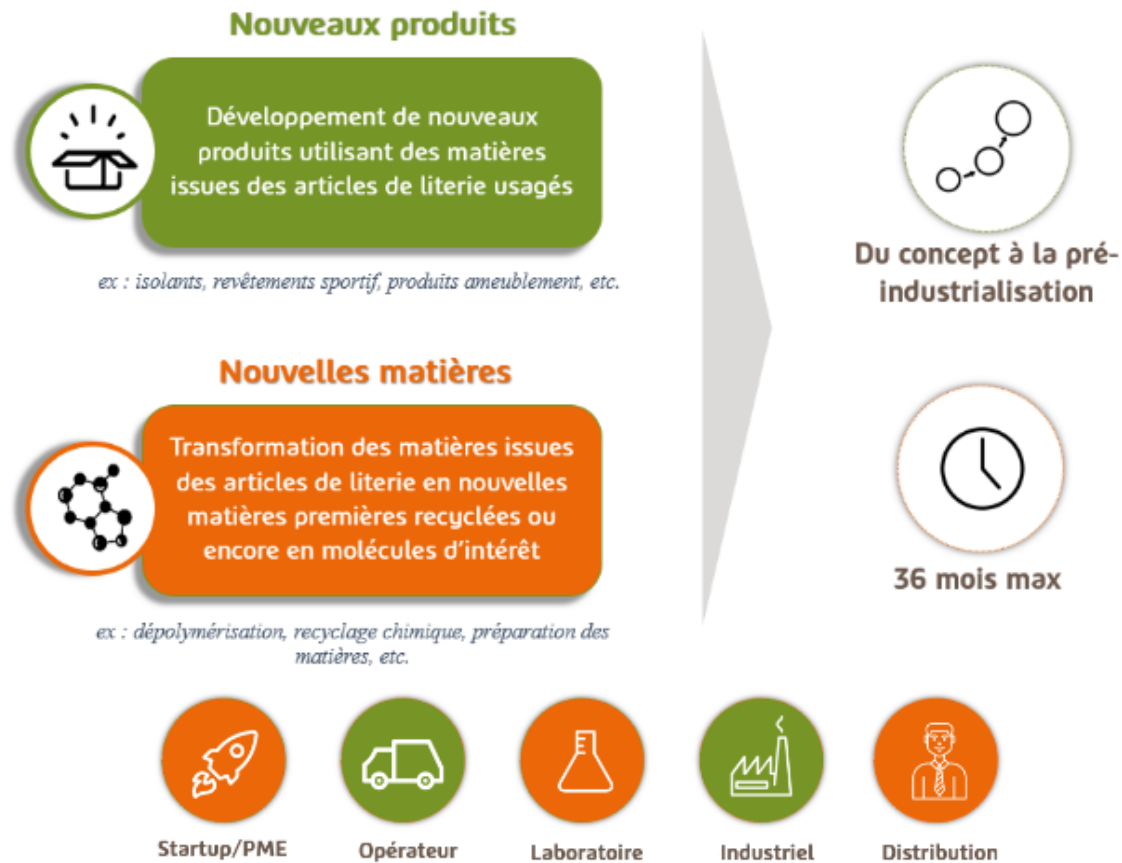 Nouveaux produits
Développement de nouveaux
produits utilisant des matières
issues des articles de literie usagés
ex : isolants, revêtements sportif, produits ameublement, etc.
Nouvelles matières
Transformation des matières issues
des articles de literie en nouvelles
matières premières recyclées ou
encore en molécules d'intérêt
ex : dépolymérisation, recyclage chimique, préparation des
matières, etc.
Du concept à la pré-
industrialisation
36 mois max
Startup/PME
Opérateur
Laboratoire
Industriel
Distribution